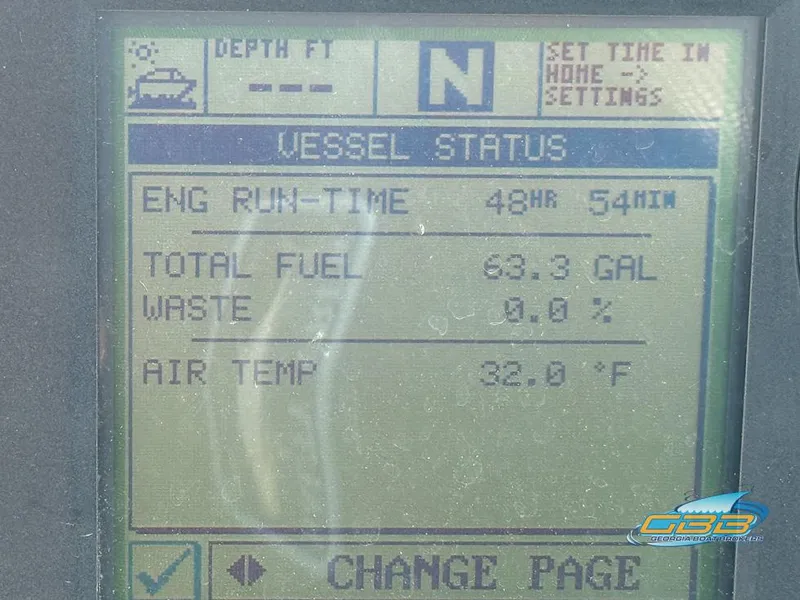 DEPTH FT
---
N
SET TIME IN
HOME ->
SETTINGS
VESSEL STATUS
ENG RUN-TIME 48HR 54MIN
TOTAL FUEL 63.3 GAL
WASTE 0.0 %
AIR TEMP 32.0 °F
CHANGE PAGE
GBB
GEORGIA BOAT BROKERS